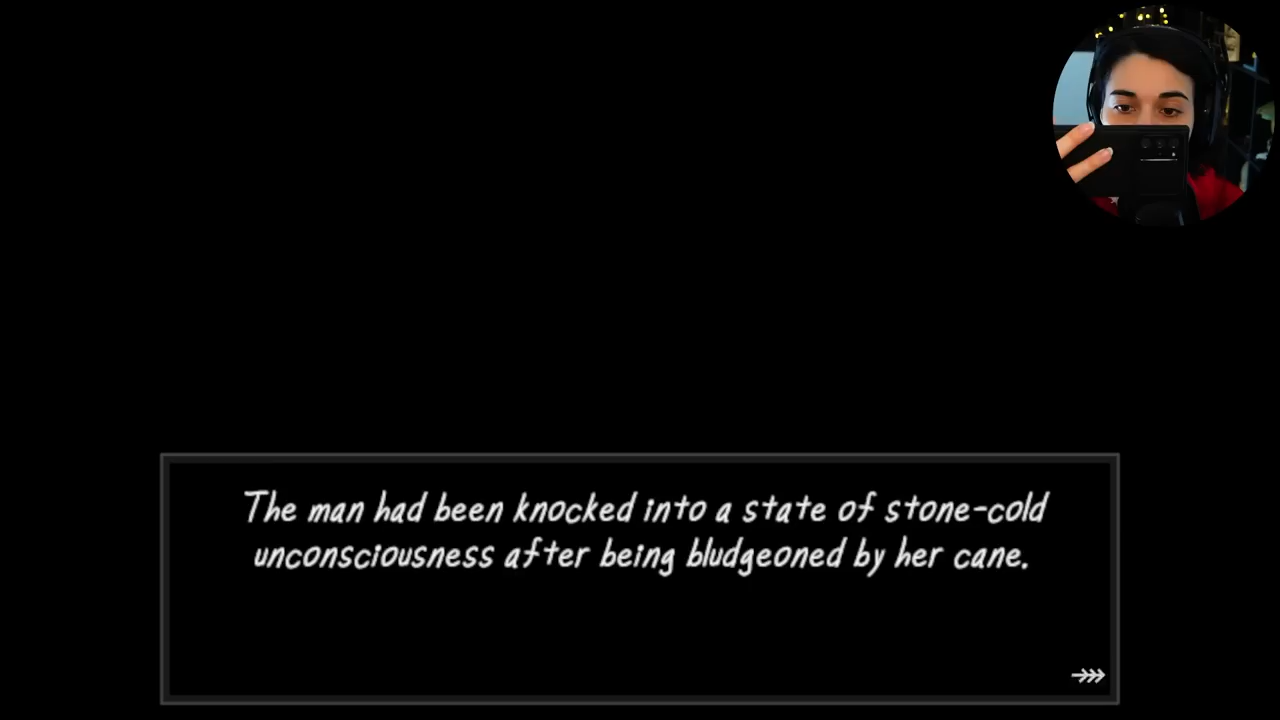 The man had been knocked into a state of stone-cold
unconsciousness after being bludgeoned by her cane.